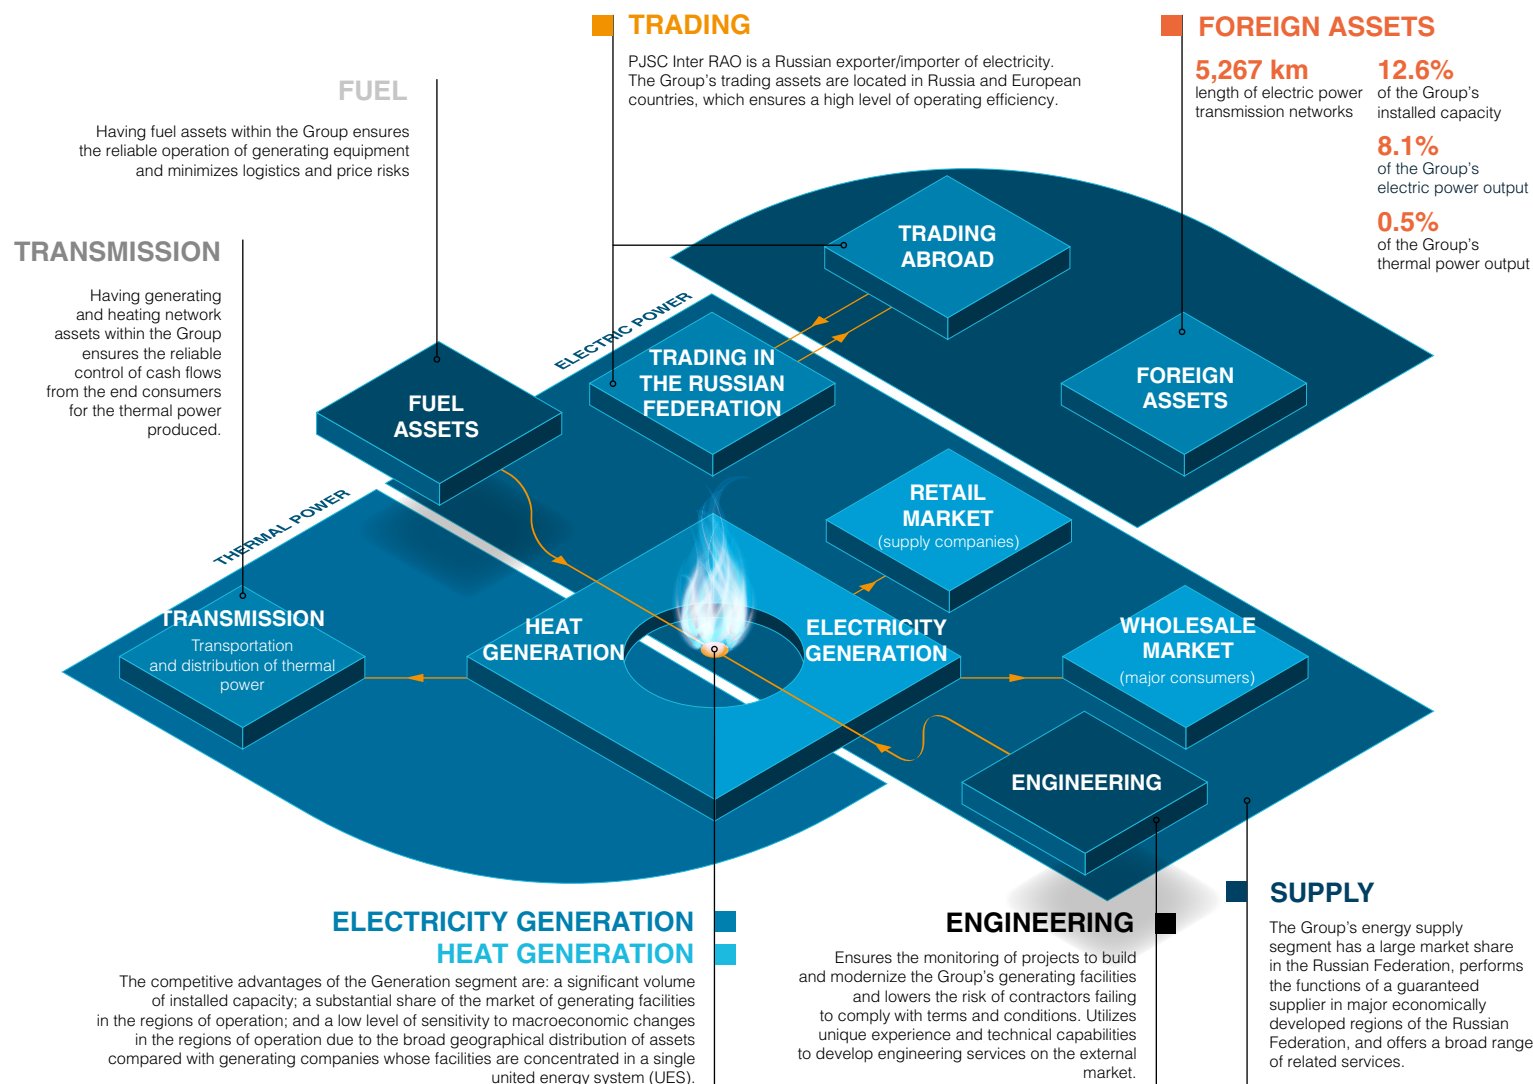 TRADING
PJSC Inter RAO is a Russian exporter/importer of electricity.
The Group's trading assets are located in Russia and European
countries, which ensures a high level of operating efficiency.
FOREIGN ASSETS
5,267 km
length of electric power
transmission networks
12.6%
of the Group's
installed capacity
8.1%
of the Group's
electric power output
0.5%
of the Group's
thermal power output
FUEL
Having fuel assets within the Group ensures
the reliable operation of generating equipment
and minimizes logistics and price risks
TRANSMISSION
Having generating
and heating network
assets within the Group
ensures the reliable
control of cash flows
from the end consumers
for the thermal power
produced.
ELECTRIC POWER
THERMAL POWER
TRADING
ABROAD
TRADING IN
THE RUSSIAN
FEDERATION
FOREIGN
ASSETS
FUEL
ASSETS
RETAIL
MARKET
(supply companies)
TRANSMISSION
Transportation
and distribution of thermal
power
HEAT
GENERATION
ELECTRICITY
GENERATION
WHOLESALE
MARKET
(major consumers)
ENGINEERING
ELECTRICITY GENERATION
HEAT GENERATION
The competitive advantages of the Generation segment are: a significant volume
of installed capacity; a substantial share of the market of generating facilities
in the regions of operation; and a low level of sensitivity to macroeconomic changes
in the regions of operation due to the broad geographical distribution of assets
compared with generating companies whose facilities are concentrated in a single
united energy system (UES).
ENGINEERING
Ensures the monitoring of projects to build
and modernize the Group's generating facilities
and lowers the risk of contractors failing
to comply with terms and conditions. Utilizes
unique experience and technical capabilities
to develop engineering services on the external
market.
SUPPLY
The Group's energy supply
segment has a large market share
in the Russian Federation, performs
the functions of a guaranteed
supplier in major economically
developed regions of the Russian
Federation, and offers a broad range
of related services.